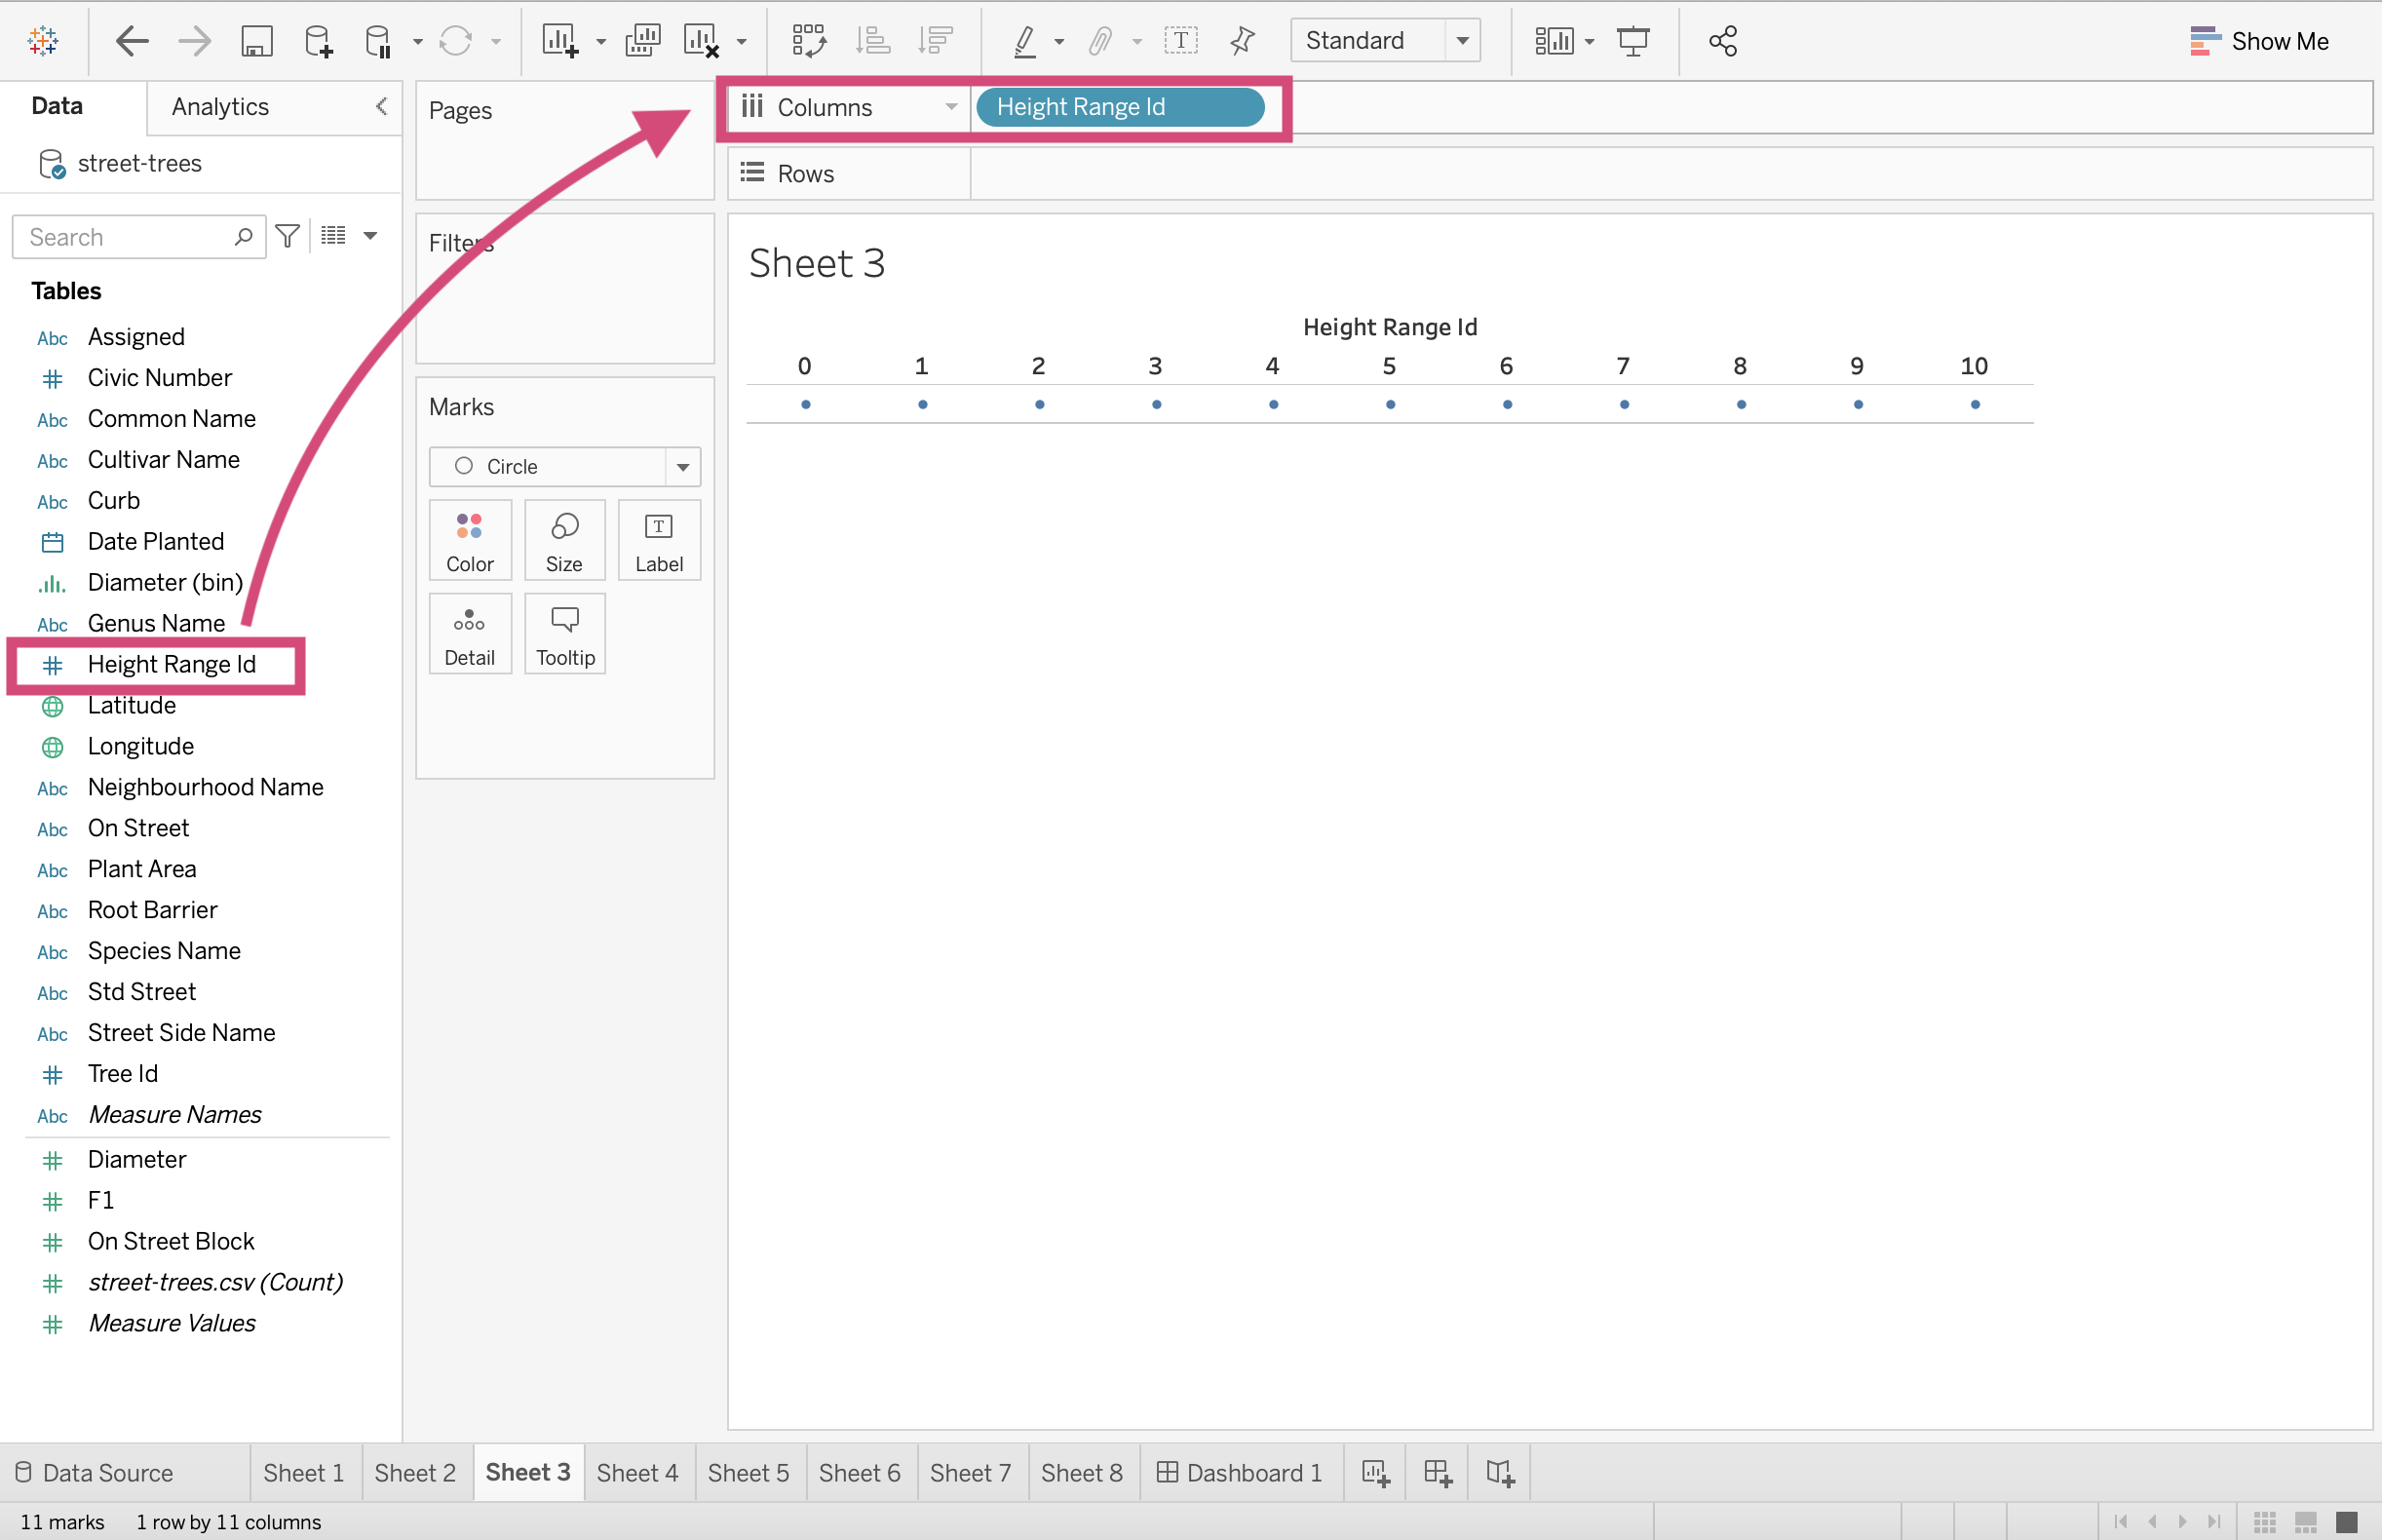 Standard
Show Me
Data
Analytics
street-trees
Search
Tables
Abc Assigned
Civic Number
Abc Common Name
Abc Cultivar Name
Abc Curb
Date Planted
Diameter (bin)
Abc Genus Name
Height Range Id
Latitude
Longitude
Abc Neighbourhood Name
Abc On Street
Abc Plant Area
Abc Root Barrier
Abc Species Name
Abc Std Street
Abc Street Side Name
Tree Id
Abc Measure Names
Diameter
F1
On Street Block
street-trees.csv (Count)
Measure Values
Pages
Filters
Marks
Circle
Color Size T Label
Detail Tooltip
Columns Height Range Id
Rows
Sheet 3
Height Range Id
0 1 2 3 4 5 6 7 8 9 10
Data Source Sheet 1 Sheet 2 Sheet 3 Sheet 4 Sheet 5 Sheet 6 Sheet 7 Sheet 8 Dashboard 1
11 marks 1 row by 11 columns